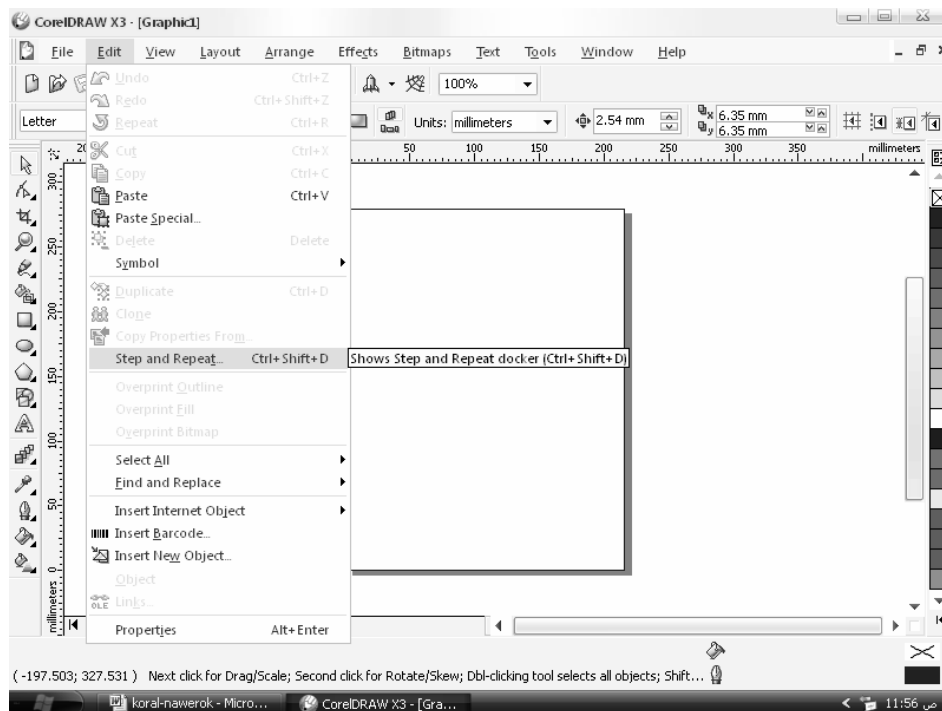 CorelDRAW X3 - [Graphic1]
File Edit View Layout Arrange Effects Bitmaps Text Tools Window Help
Undo Ctrl+Z
Redo Ctrl+Shift+Z
Repeat Ctrl+R
Cut Ctrl+X
Copy Ctrl+C
Paste Ctrl+V
Paste Special...
Delete Delete
Symbol
Duplicate Ctrl+D
Clone
Copy Properties From...
Step and Repeat... Ctrl+Shift+D
Shows Step and Repeat docker (Ctrl+Shift+D)
Overprint Outline
Overprint Fill
Overprint Bitmap
Select All
Find and Replace
Insert Internet Object
Insert Barcode...
Insert New Object...
Object
Links...
Properties Alt+Enter
100%
Letter
Units: millimeters
2.54 mm
x 6.35 mm
y 6.35 mm
50 100 150 200 250 300 350 millimeters
300
250
200
150
100
50
0
millimeters
(-197.503; 327.531) Next click for Drag/Scale; Second click for Rotate/Skew; Dbl-clicking tool selects all objects; Shift...
koral-nawerok - Micro... CorelDRAW X3 - [Gra... 11:56 ص